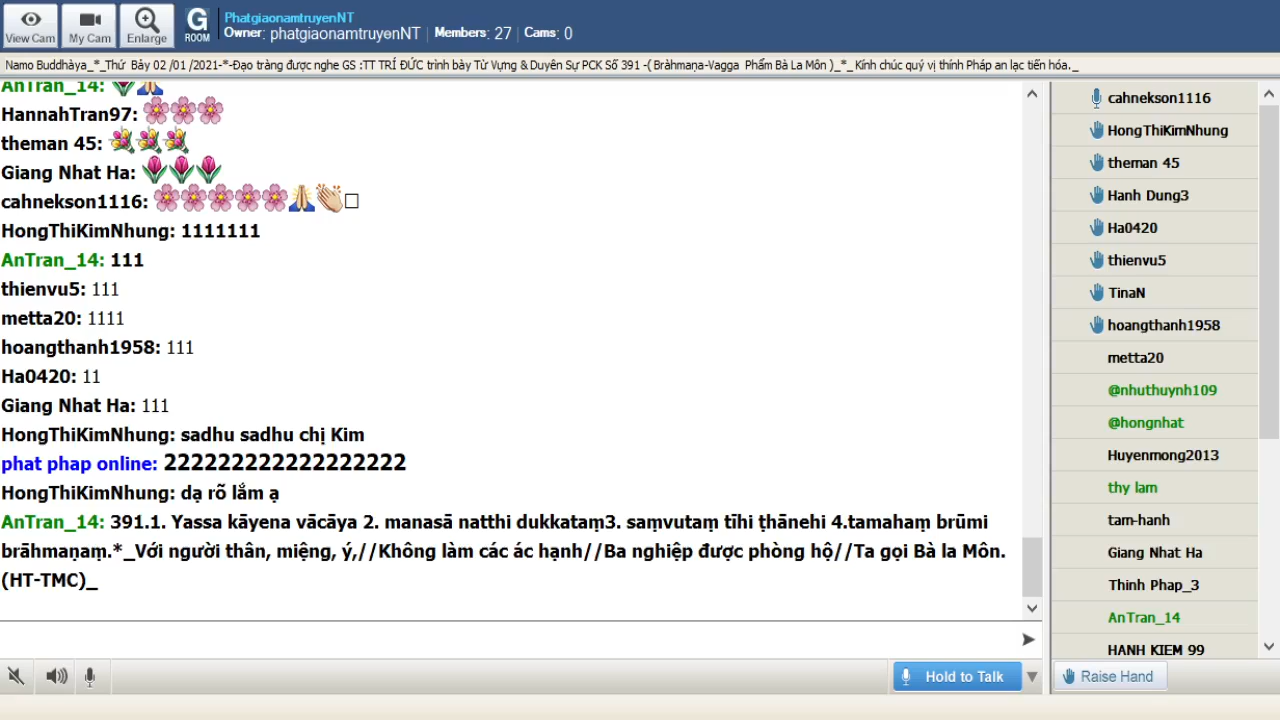 View Cam
My Cam
Enlarge
G
ROOM
PhatgiaonamtruyenNT
Owner: phatgiaonamtruyenNT Members: 27 Cams: 0
Namo Buddhàya_*_Thứ Bảy 02 /01 /2021-*-Đạo tràng được nghe GS :TT TRÍ ĐỨC trình bày Từ Vựng & Duyên Sự PCK Số 391 -( Bràhmaṇa-Vagga Phẩm Bà La Môn )_*_ Kính chúc quý vị thính Pháp an lạc tiến hóa._
AnTran_14:
HannahTran97:
theman 45:
Giang Nhat Ha:
cahnekson1116:
HongThiKimNhung: 1111111
AnTran_14: 111
thienvu5: 111
metta20: 1111
hoangthanh1958: 111
Ha0420: 11
Giang Nhat Ha: 111
HongThiKimNhung: sadhu sadhu chị Kim
phat phap online: 222222222222222222
HongThiKimNhung: dạ rõ lắm ạ
AnTran_14: 391.1. Yassa kāyena vācāya 2. manasā natthi dukkataṃ3. saṃvutaṃ tīhi ṭhānehi 4.tamahaṃ brūmi
brāhmaṇaṃ.*_Với người thân, miệng, ý,//Không làm các ác hạnh//Ba nghiệp được phòng hộ//Ta gọi Bà la Môn.
(HT-TMC)_
cahnekson1116
HongThiKimNhung
theman 45
Hanh Dung3
Ha0420
thienvu5
TinaN
hoangthanh1958
metta20
@nhuthuynh109
@hongnhat
Huyenmong2013
thy lam
tam-hanh
Giang Nhat Ha
Thinh Phap_3
AnTran_14
HANH KIEM 99
Hold to Talk
Raise Hand